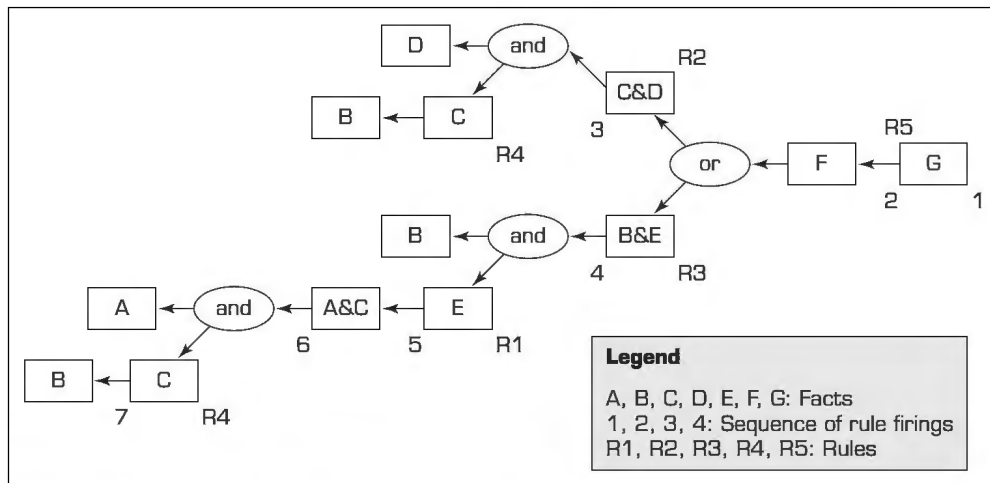 D and R2
C&D
B C 3 R5
R4 or F G
2 1
B and B&E
4 R3
A and A&C E
6 5 R1
B C
7 R4
Legend
A, B, C, D, E, F, G: Facts
1, 2, 3, 4: Sequence of rule firings
R1, R2, R3, R4, R5: Rules